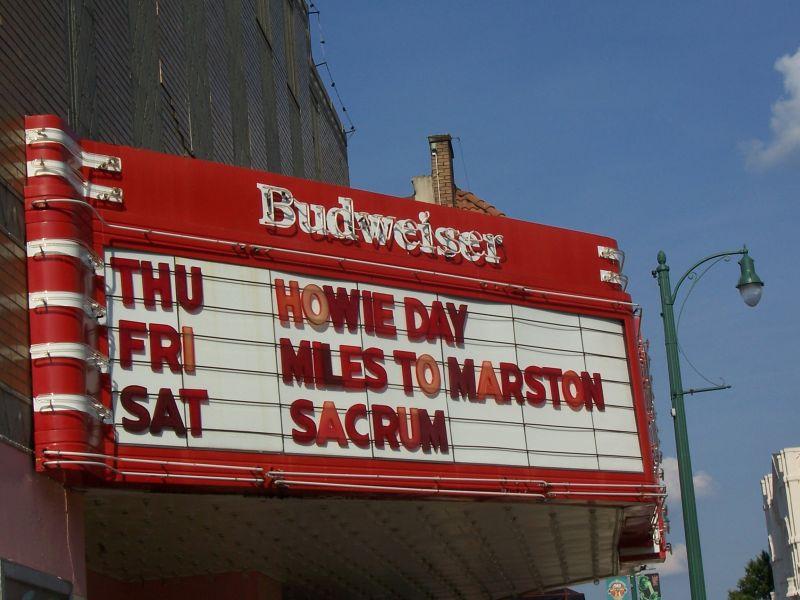 Budweiser
THU HOWIE DAY
FRI MILES TO MARSTON
SAT SACRUM